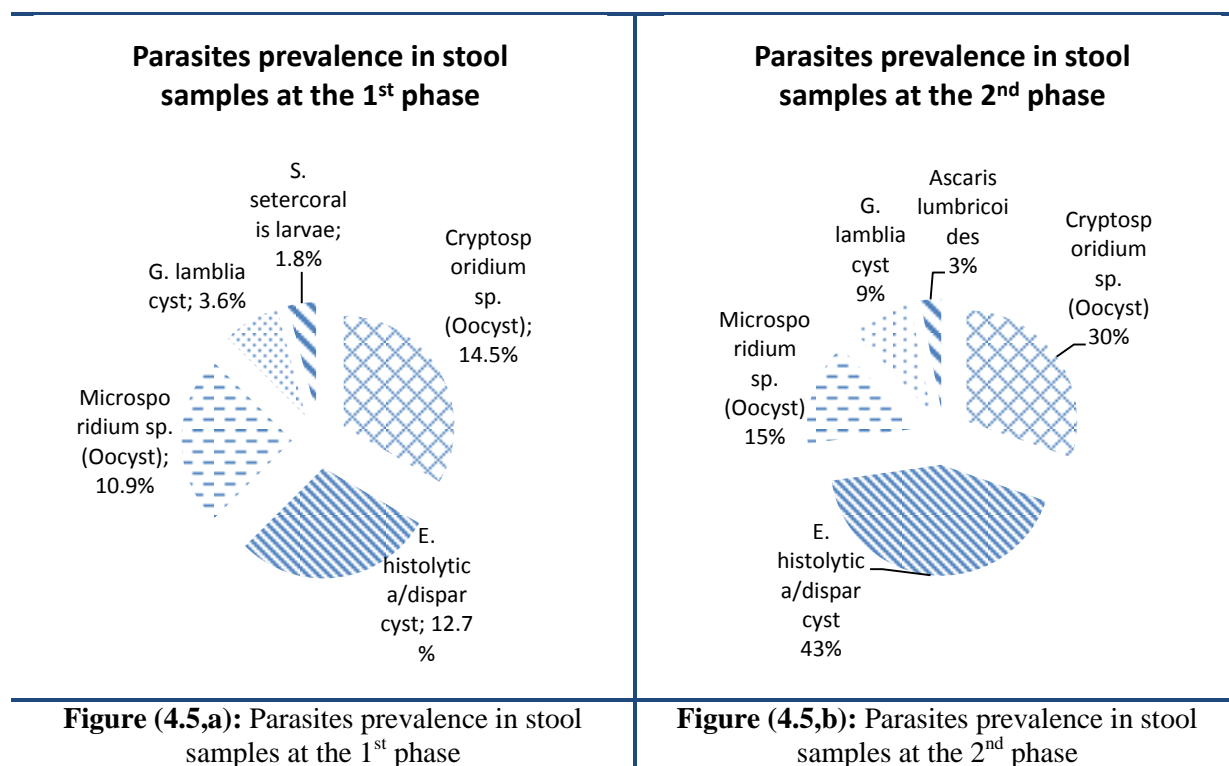 Parasites prevalence in stool
samples at the 1st phase
S.
setercoral
is larvae;
1.8%
G. lamblia
cyst; 3.6%
Cryptosp
oridium
sp.
(Oocyst);
14.5%
Microspo
ridium sp.
(Oocyst);
10.9%
E.
histolytic
a/dispar
cyst; 12.7
%
Figure (4.5,a): Parasites prevalence in stool
samples at the 1st phase
Parasites prevalence in stool
samples at the 2nd phase
Ascaris
lumbricoi
des
3%
G.
lamblia
cyst
9%
Cryptosp
oridium
sp.
(Oocyst)
30%
Microspo
ridium
sp.
(Oocyst)
15%
E.
histolytic
a/dispar
cyst
43%
Figure (4.5,b): Parasites prevalence in stool
samples at the 2nd phase